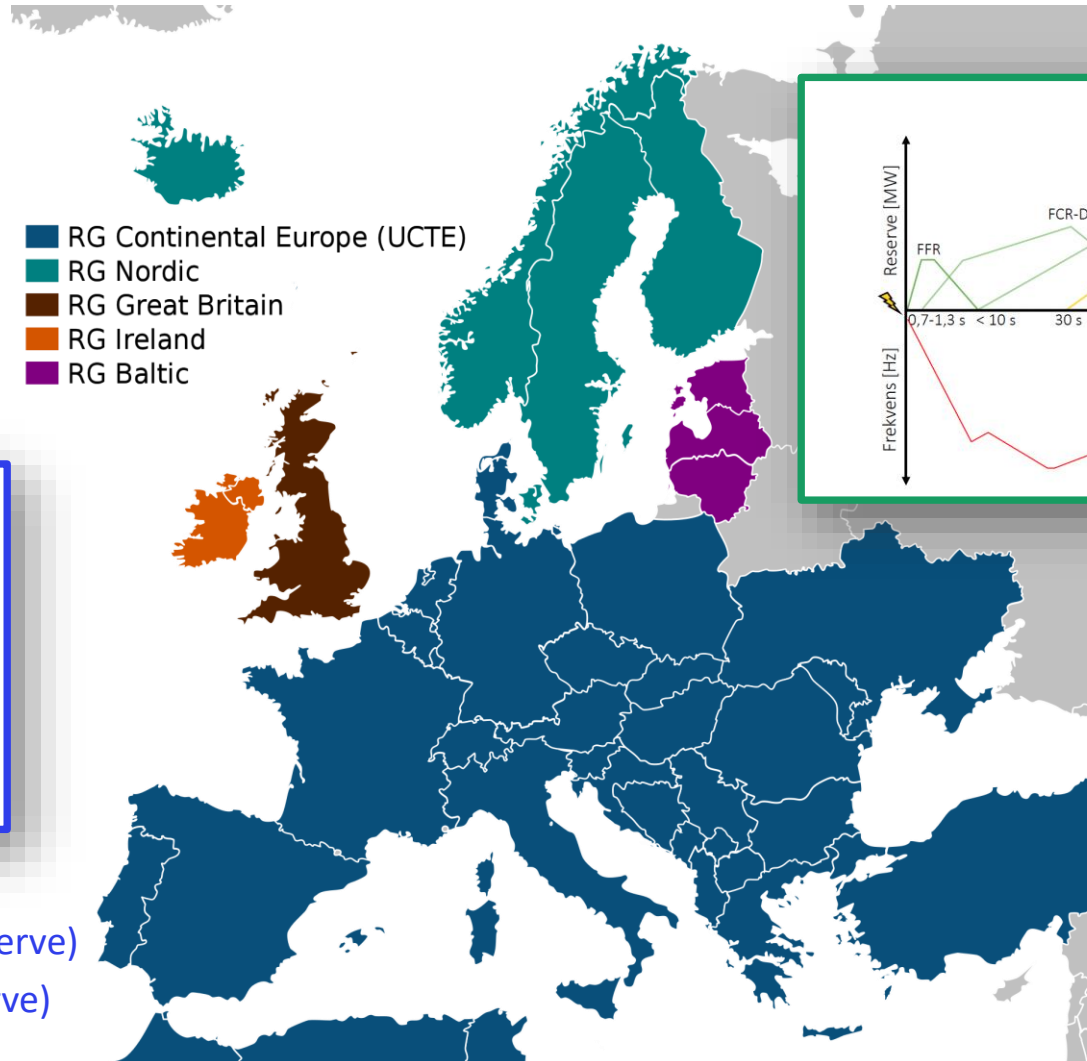 RG Continental Europe (UCTE)
RG Nordic
RG Great Britain
RG Ireland
RG Baltic
Reserve [MW]
FFR
FCR-D
0,7-1,3 s
< 10 s
30 s
Frekvens [Hz]
erve)
ve)